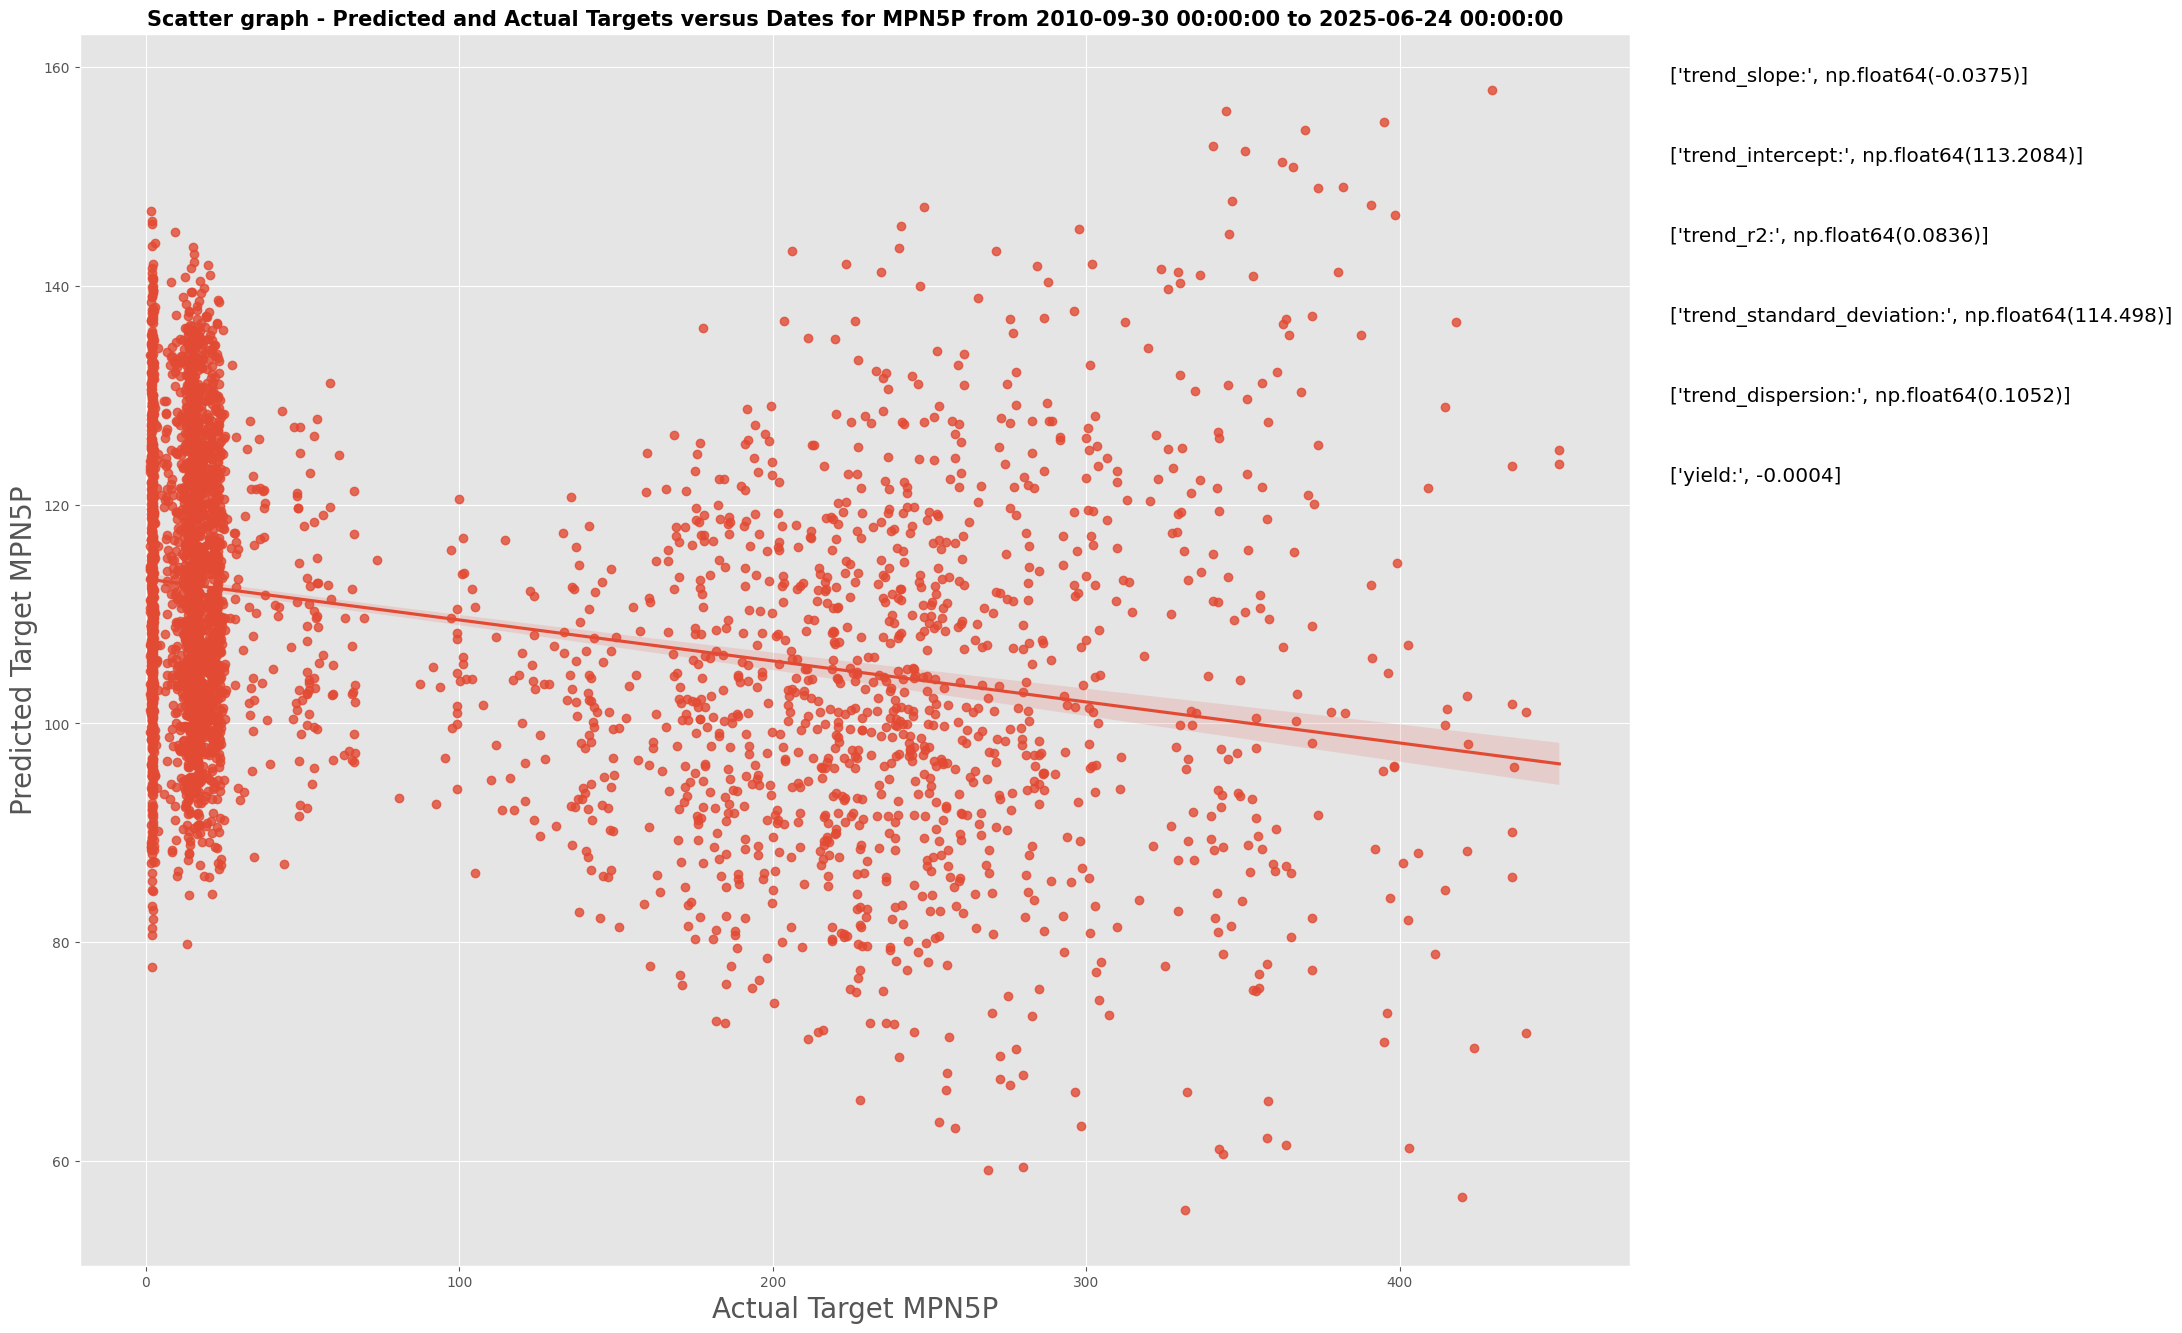 Scatter graph - Predicted and Actual Targets versus Dates for MPN5P from 2010-09-30 00:00:00 to 2025-06-24 00:00:00
['trend_slope:', np.float64(-0.0375)]
['trend_intercept:', np.float64(113.2084)]
['trend_r2:', np.float64(0.0836)]
['trend_standard_deviation:', np.float64(114.498)]
['trend_dispersion:', np.float64(0.1052)]
['yield:', -0.0004]
Predicted Target MPN5P
160
140
120
100
80
60
0 100 200 300 400
Actual Target MPN5P